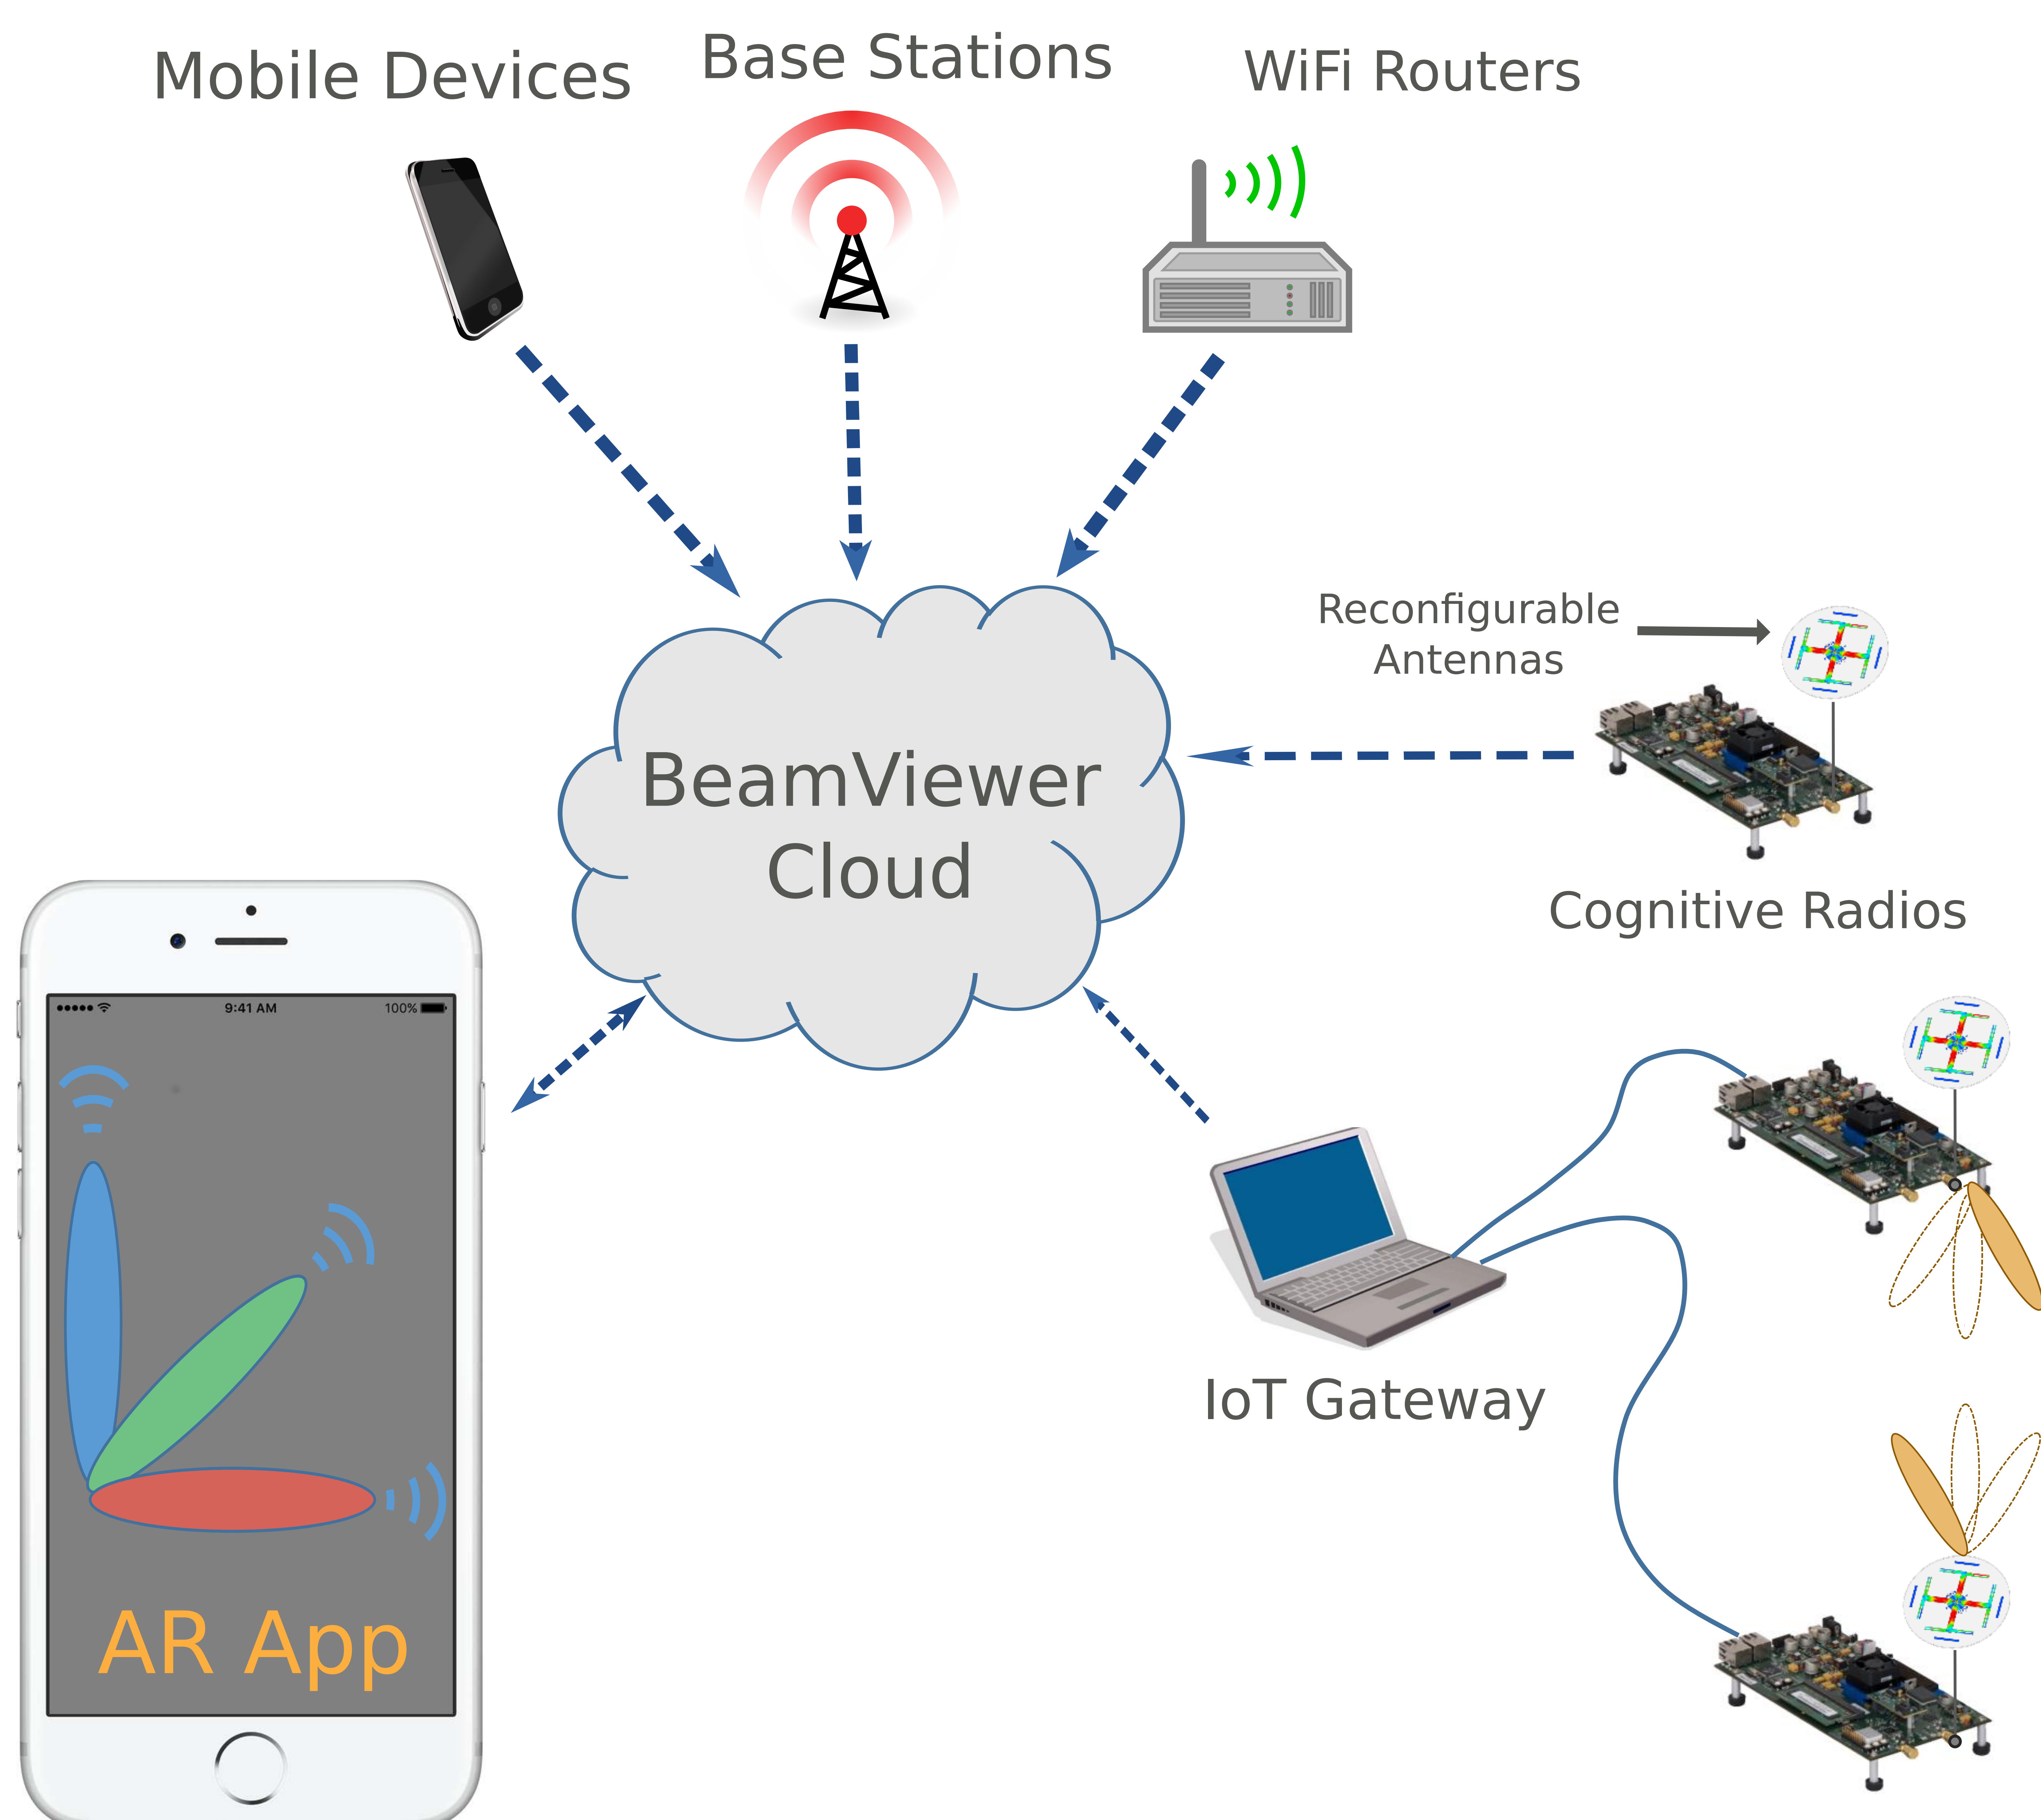 Mobile Devices
Base Stations
WiFi Routers
Reconfigurable
Antennas
BeamViewer
Cloud
Cognitive Radios
9:41 AM
100%
IoT Gateway
AR App